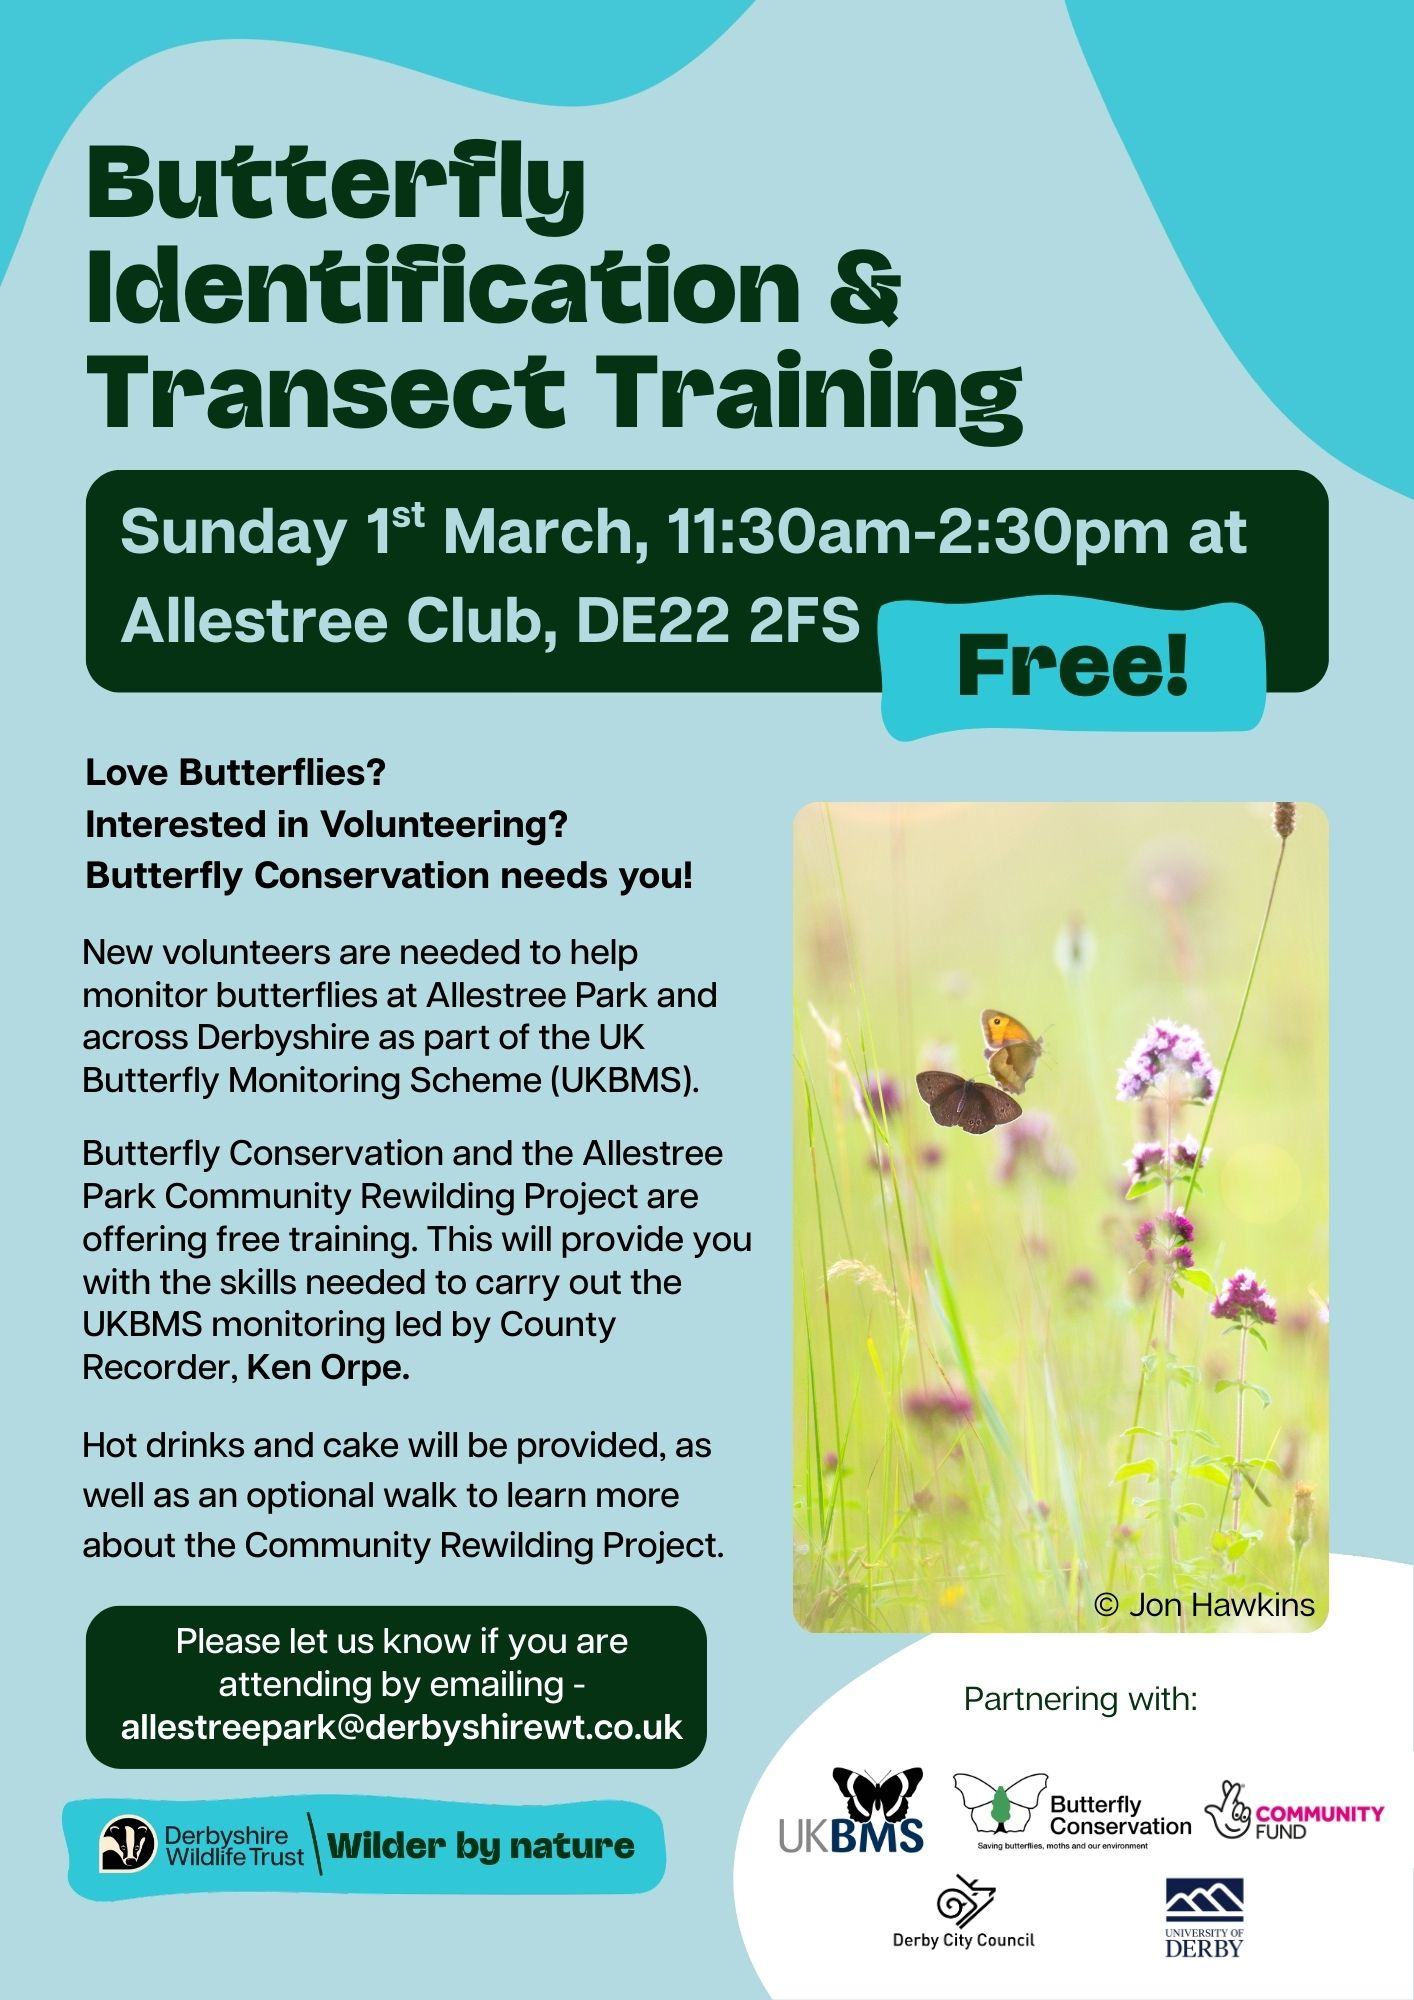 Butterfly
Identification &
Transect Training
Sunday 1st March, 11:30am-2:30pm at
Allestree Club, DE22 2FS
Free!
Love Butterflies?
Interested in Volunteering?
Butterfly Conservation needs you!
New volunteers are needed to help
monitor butterflies at Allestree Park and
across Derbyshire as part of the UK
Butterfly Monitoring Scheme (UKBMS).
Butterfly Conservation and the Allestree
Park Community Rewilding Project are
offering free training. This will provide you
with the skills needed to carry out the
UKBMS monitoring led by County
Recorder, Ken Orpe.
Hot drinks and cake will be provided, as
well as an optional walk to learn more
about the Community Rewilding Project.
© Jon Hawkins
Please let us know if you are
attending by emailing -
allestreepark@derbyshirewt.co.uk
Derbyshire
Wildlife Trust
Wilder by nature
Partnering with:
UKBMS
Butterfly
Conservation
Saving butterflies, moths and our environment
COMMUNITY
FUND
Derby City Council
UNIVERSITY OF
DERBY